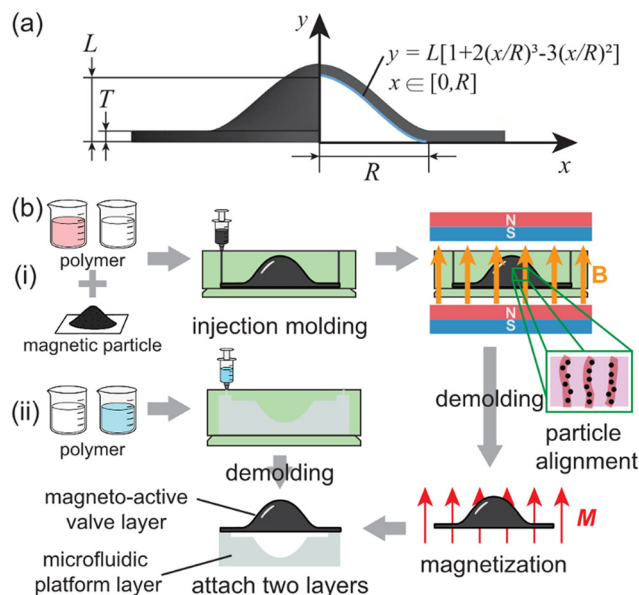 (a)
y
L
y = L[1+2(x/R)³-3(x/R)²]
x ∈ [0,R]
T
x
R
(b)
N
S
polymer
(i)
B
injection molding
N
S
magnetic particle
(ii)
demolding
particle
alignment
polymer
demolding
magneto-active
valve layer
M
microfluidic
platform layer
attach two layers
magnetization